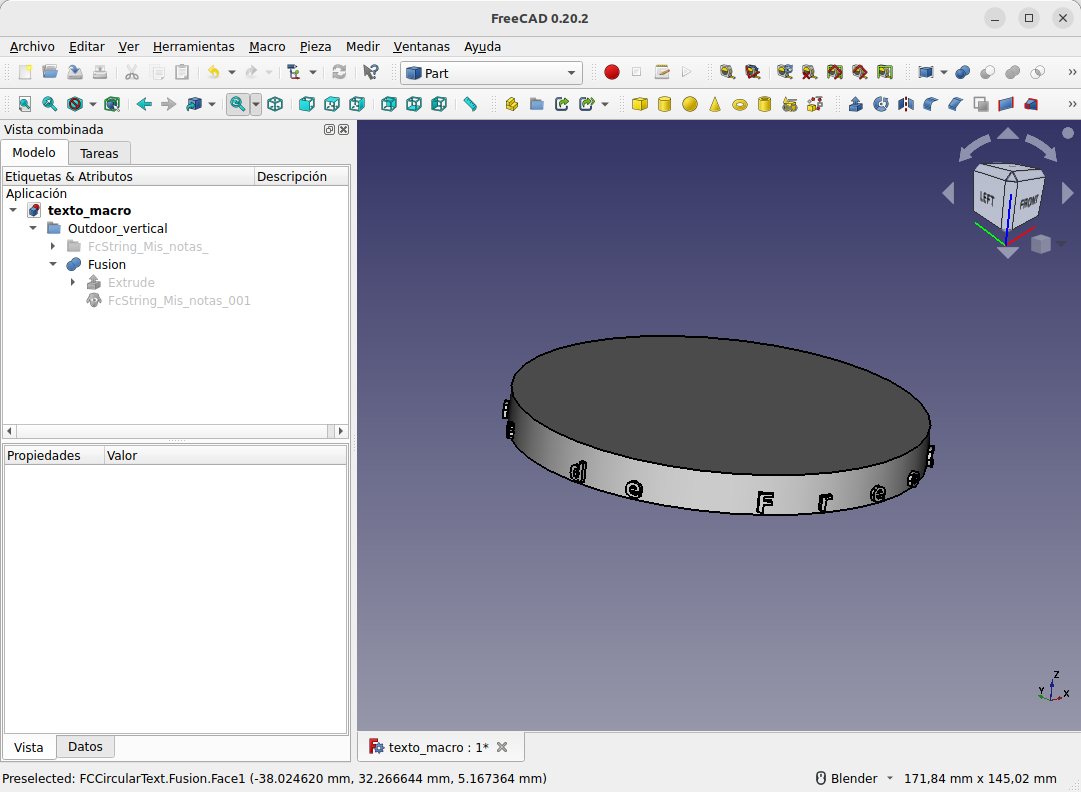 FreeCAD 0.20.2
Archivo Editar Ver Herramientas Macro Pieza Medir Ventanas Ayuda
Part
Vista combinada
Modelo Tareas
Etiquetas & Atributos Descripción
Aplicación
texto_macro
Outdoor_vertical
FcString_Mis_notas_
Fusion
Extrude
FcString_Mis_notas_001
Propiedades Valor
Vista Datos
LEFT FRONT
d e F r e e
Z
Y X
texto_macro : 1*
Preselected: FCCircularText.Fusion.Face1 (-38.024620 mm, 32.266644 mm, 5.167364 mm)
Blender 171,84 mm x 145,02 mm